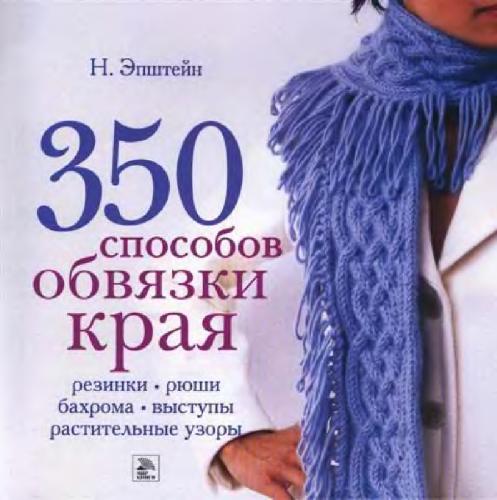 Н. Эпштейн
350
способов
обвязки
края
резинки • рюши
бахрома • выступы
растительные узоры